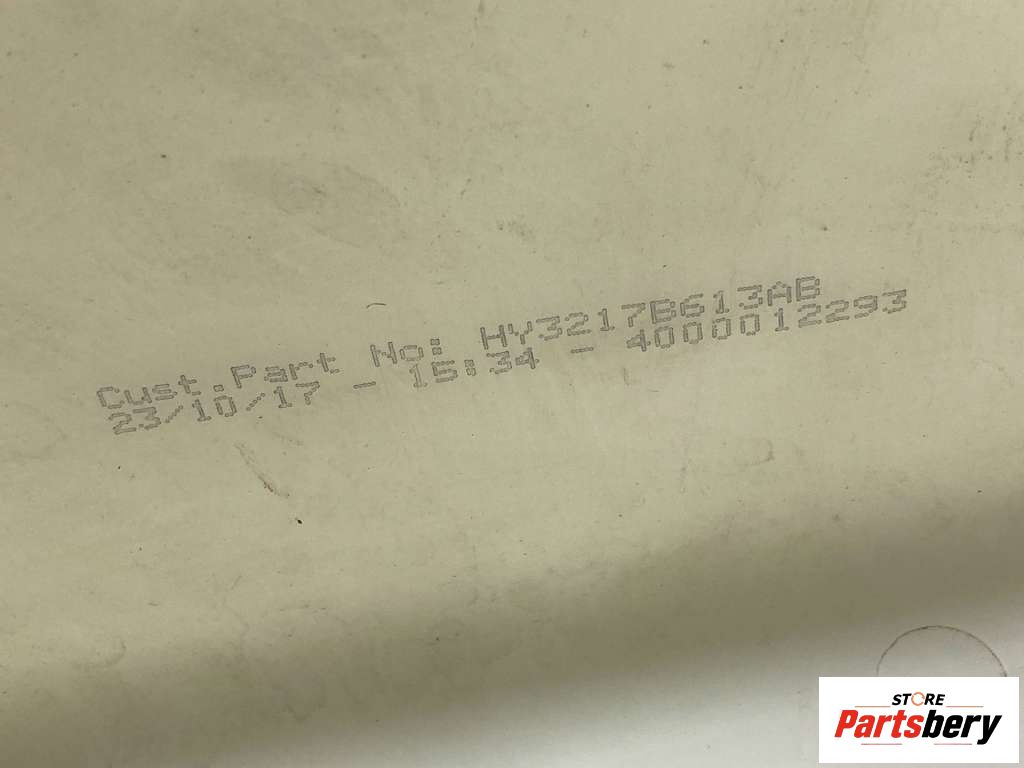 Cust.Part No: HY3217B613AB
23/10/17 - 15:34 - 4000012293
STORE
Partsbery